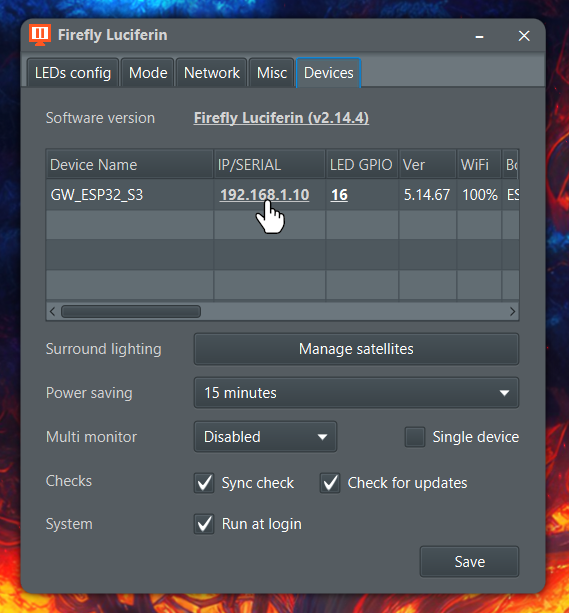 Firefly Luciferin
LEDs config Mode Network Misc Devices
Software version Firefly Luciferin (v2.14.4)
Device Name IP/SERIAL LED GPIO Ver WiFi
GW_ESP32_S3 192.168.1.10 16 5.14.67 100%
Surround lighting Manage satellites
Power saving 15 minutes
Multi monitor Disabled Single device
Checks Sync check Check for updates
System Run at login
Save